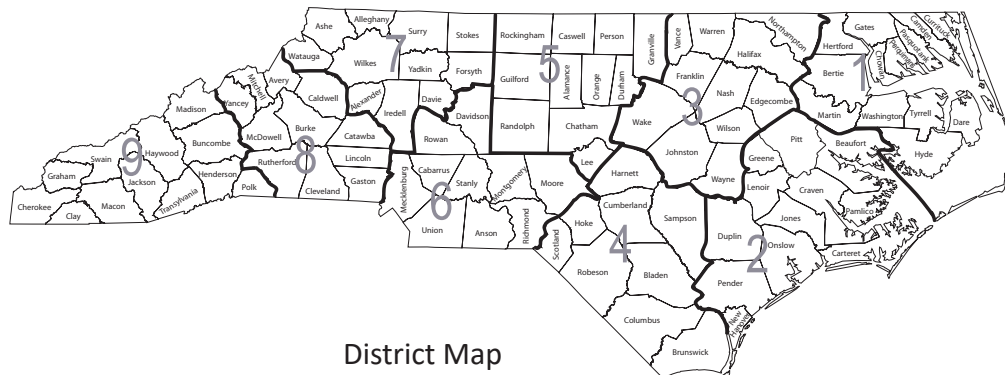 Ashe
Alleghany
Surry
Stokes
Rockingham
Caswell
Person
Granville
Vance
Warren
Northampton
Gates
Camden
Currituck
Pasquotank
Perquimans
Chowan
Hertford
Halifax
Bertie
1
Watauga
Wilkes
7
Yadkin
Forsyth
Guilford
5
Alamance
Orange
Durham
Franklin
Nash
3
Edgecombe
Martin
Washington
Tyrrell
Dare
Mitchell
Avery
Caldwell
Alexander
Iredell
Davie
Davidson
Randolph
Chatham
Wake
Wilson
Pitt
Beaufort
Hyde
Madison
Yancey
McDowell
Burke
8
Catawba
Rowan
Lee
Johnston
Greene
Swain
9
Haywood
Buncombe
Rutherford
Lincoln
Mecklenburg
Cabarrus
Stanly
6
Montgomery
Moore
Harnett
Wayne
Lenoir
Craven
Pamlico
Graham
Jackson
Henderson
Polk
Cleveland
Gaston
Cherokee
Clay
Macon
Transylvania
Union
Anson
Richmond
Scotland
Hoke
Cumberland
4
Sampson
Duplin
Jones
Onslow
2
Carteret
Robeson
Bladen
Pender
New
Hanover
Columbus
Brunswick
District Map